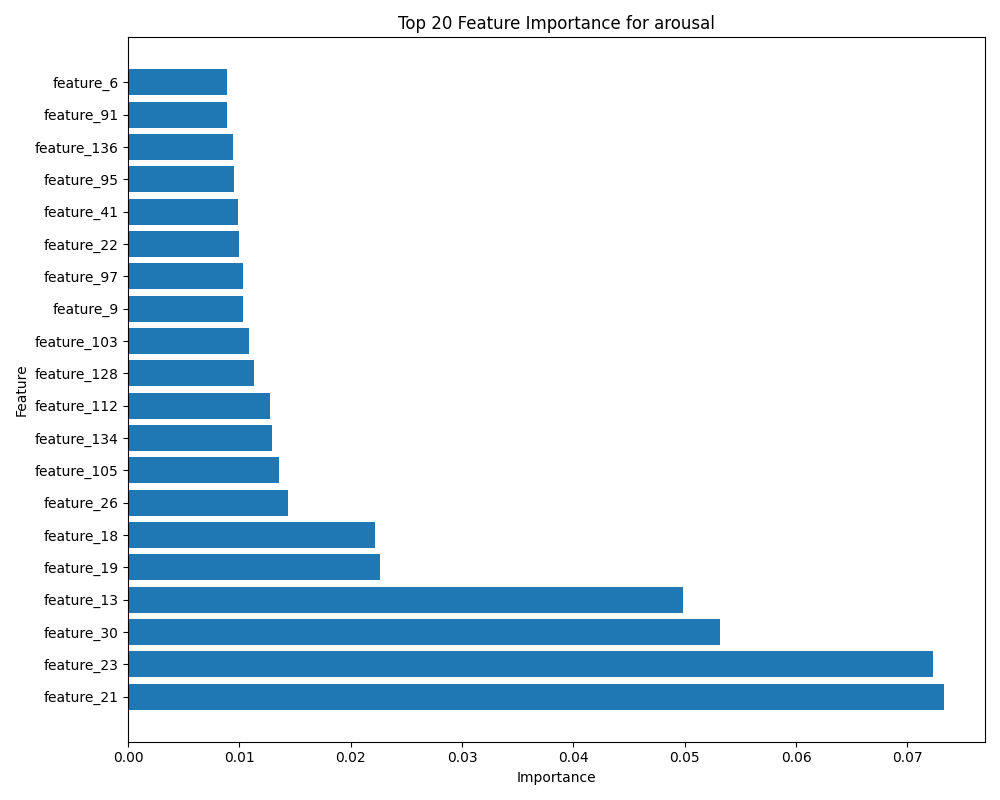 Top 20 Feature Importance for arousal
Feature
feature_6
feature_91
feature_136
feature_95
feature_41
feature_22
feature_97
feature_9
feature_103
feature_128
feature_112
feature_134
feature_105
feature_26
feature_18
feature_19
feature_13
feature_30
feature_23
feature_21
0.00 0.01 0.02 0.03 0.04 0.05 0.06 0.07
Importance